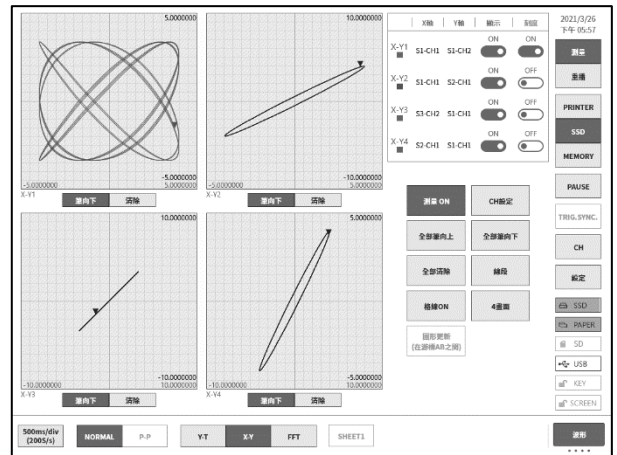 5.0000000
-5.0000000
-5.0000000
5.0000000
X-Y1
筆向下
清除
10.0000000
-10.0000000
-5.0000000
5.0000000
X-Y2
筆向下
清除
10.0000000
-10.0000000
-10.0000000
10.0000000
X-Y3
筆向下
清除
5.0000000
-5.0000000
-10.0000000
10.0000000
X-Y4
筆向下
清除
X軸 Y軸 顯示 刻度
X-Y1 S1-CH1 S1-CH2 ON ON
X-Y2 S1-CH1 S2-CH1 ON OFF
X-Y3 S3-CH2 S1-CH1 ON OFF
X-Y4 S2-CH1 S1-CH1 ON OFF
測量 ON
CH設定
全部筆向上
全部筆向下
全部清除
線段
格線ON
4畫面
圖形更新
(在游標AB之間)
2021/3/26
下午 05:57
測量
重播
PRINTER
SSD
MEMORY
PAUSE
TRIG.SYNC.
CH
設定
SSD
PAPER
SD
USB
KEY
SCREEN
500ms/div
(200S/s)
NORMAL
P-P
Y-T
X-Y
FFT
SHEET1
波形